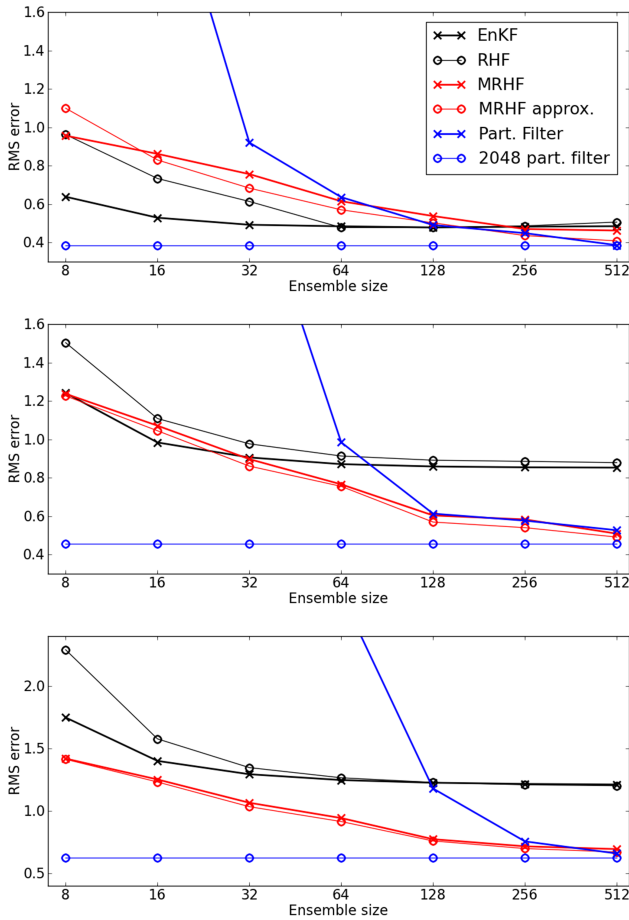 1.6
1.4
1.2
1.0
0.8
0.6
0.4
RMS error
EnKF
RHF
MRHF
MRHF approx.
Part. Filter
2048 part. filter
8 16 32 64 128 256 512
Ensemble size
1.6
1.4
1.2
1.0
0.8
0.6
0.4
RMS error
8 16 32 64 128 256 512
Ensemble size
2.0
1.5
1.0
0.5
RMS error
8 16 32 64 128 256 512
Ensemble size